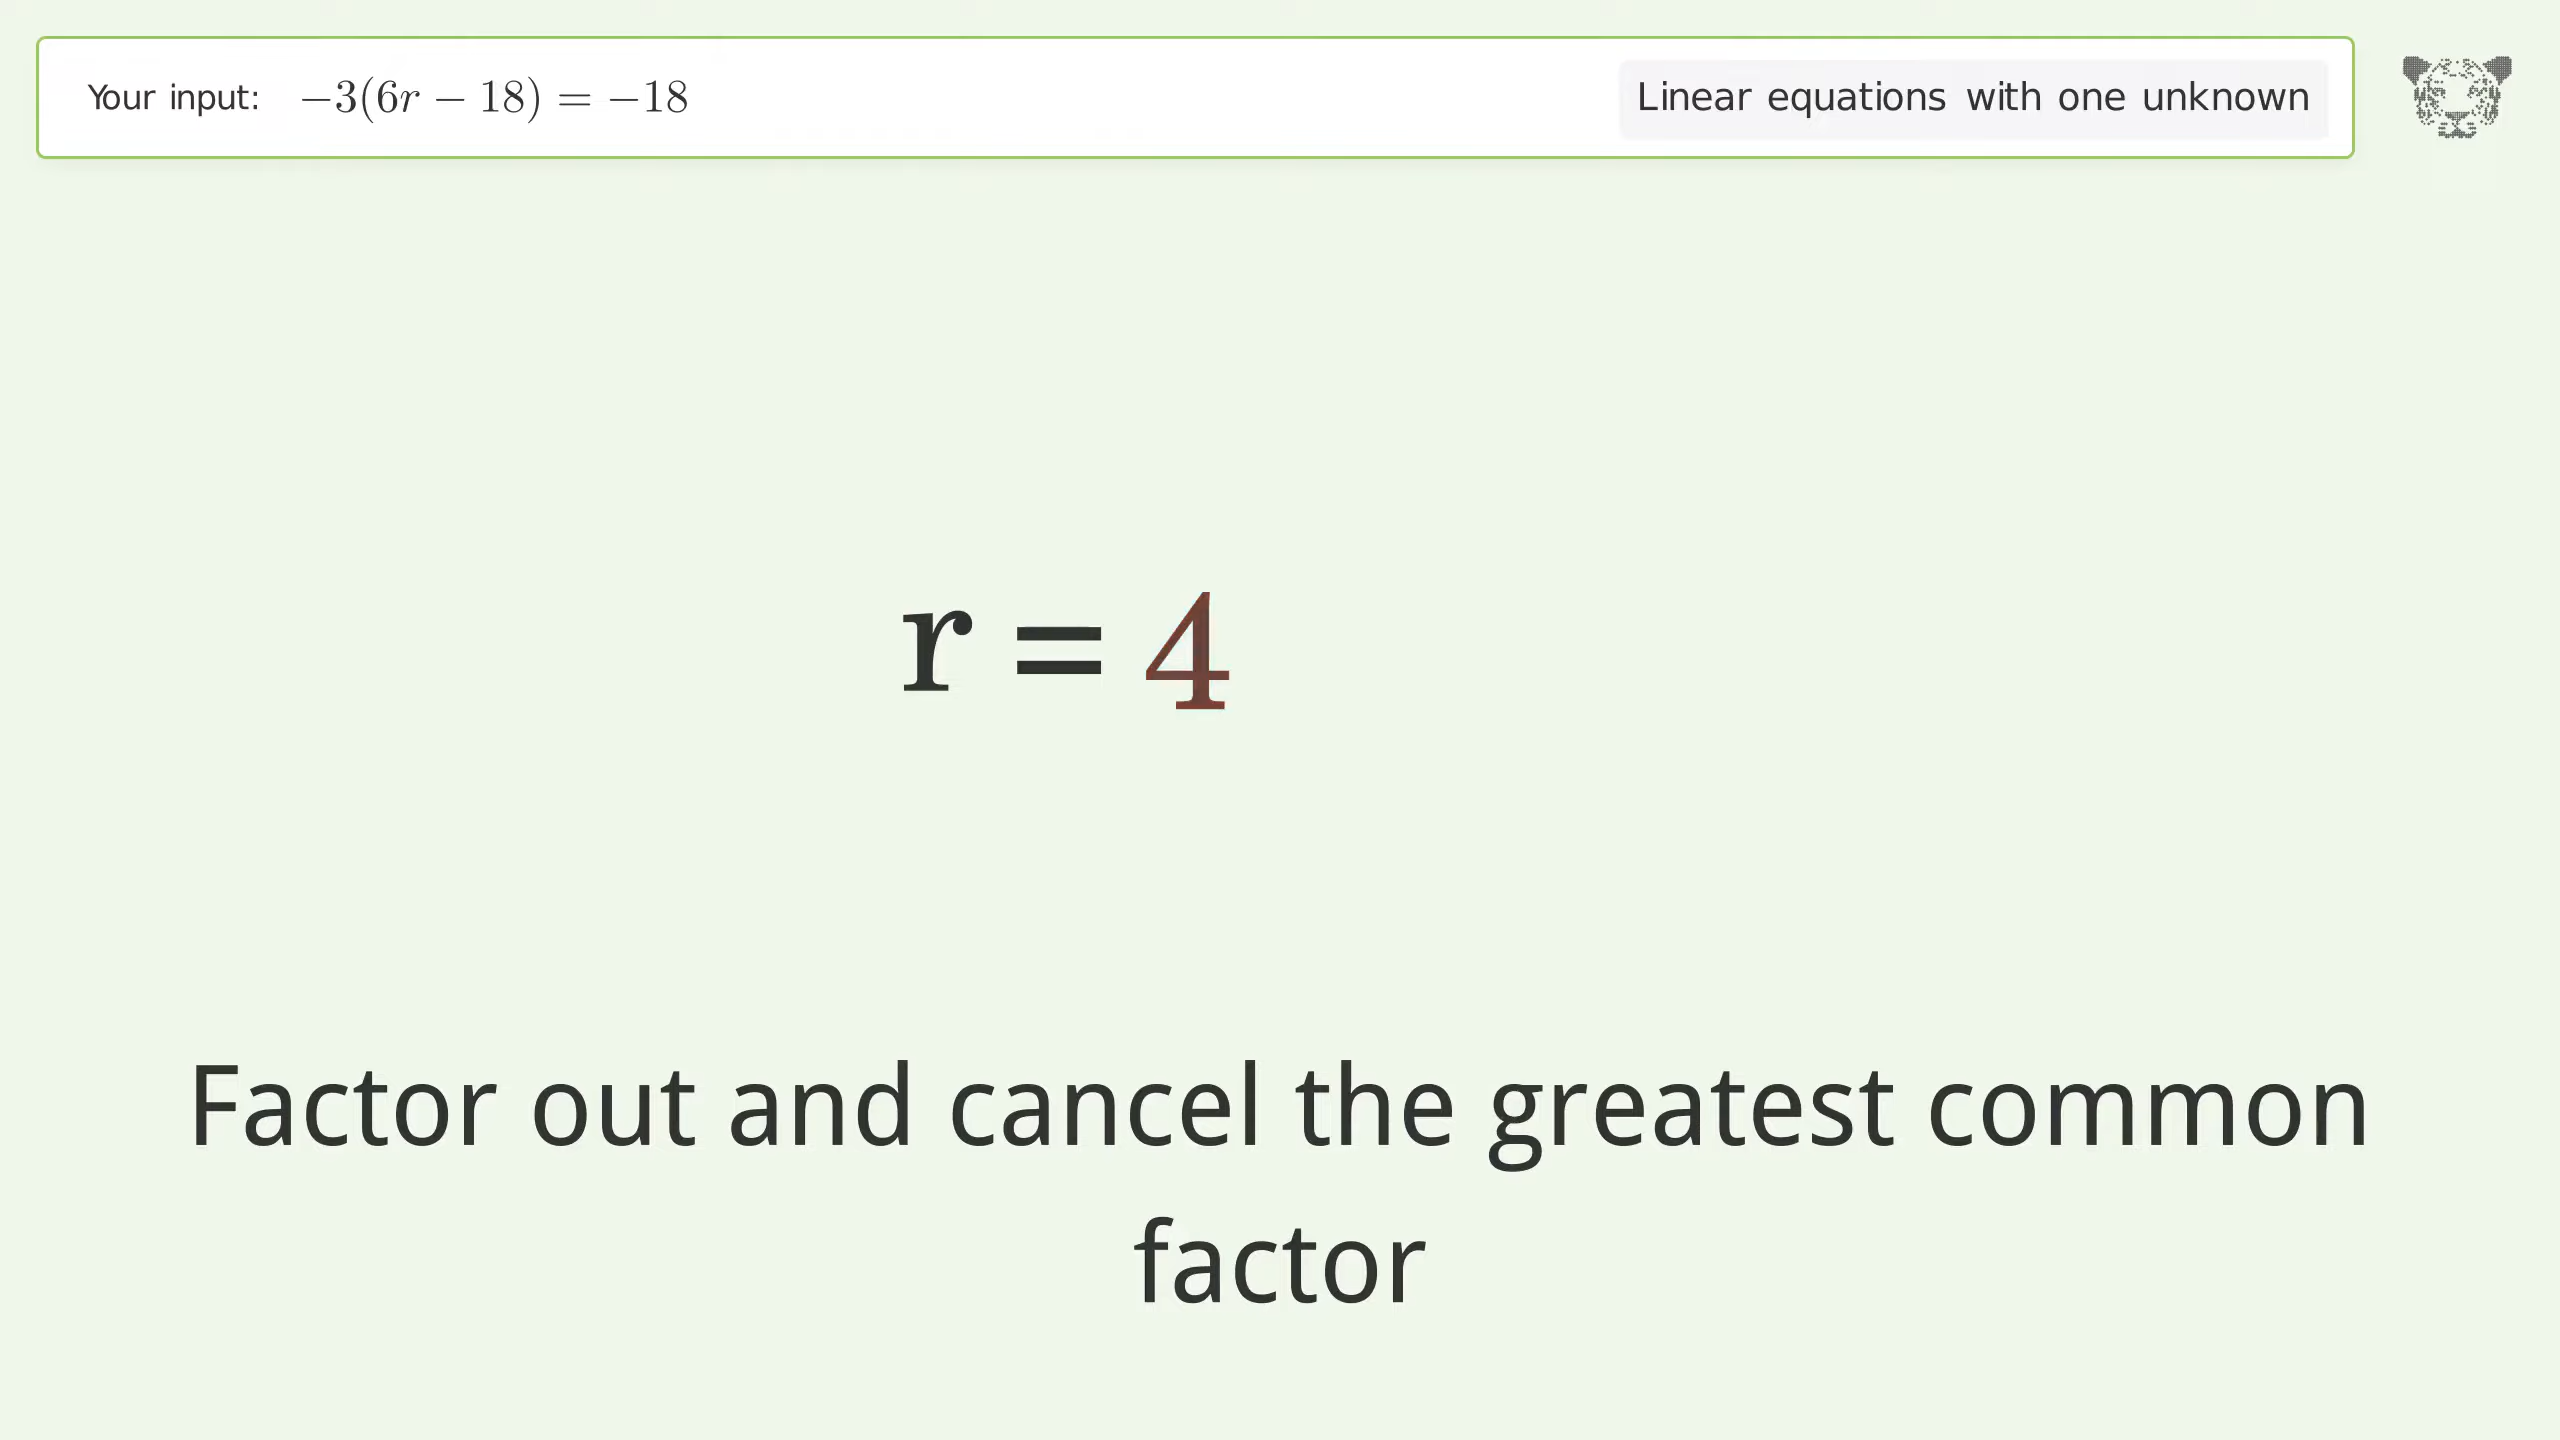 Your input: −3(6r − 18) = −18
Linear equations with one unknown
r = 4
Factor out and cancel the greatest common
factor